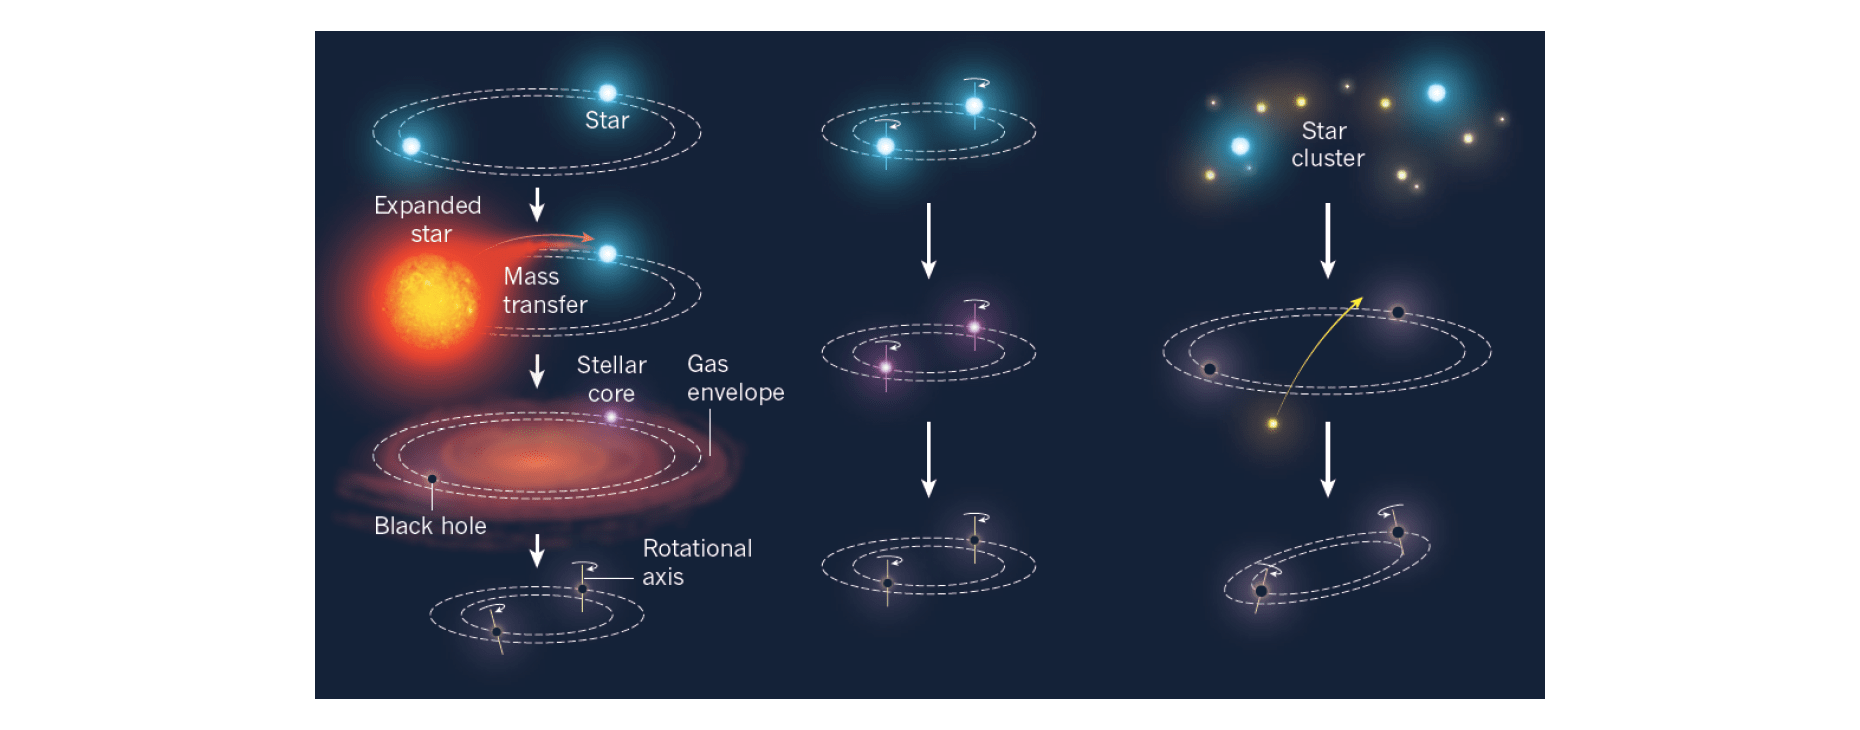 Star
Expanded
star
Mass
transfer
Stellar
core
Gas
envelope
Black hole
Rotational
axis
Star
cluster